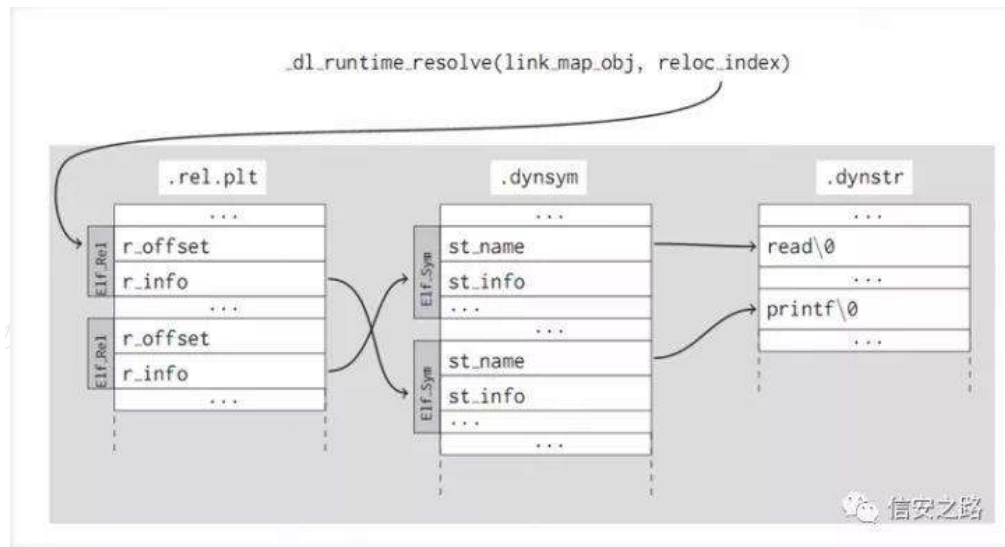 _dl_runtime_resolve(link_map_obj, reloc_index)
.rel.plt
...
Elf_Rel
r_offset
r_info
...
Elf_Rel
r_offset
r_info
...
.dynsym
...
Elf_Sym
st_name
st_info
...
...
Elf_Sym
st_name
st_info
...
...
.dynstr
...
read\0
...
printf\0
...
信安之路